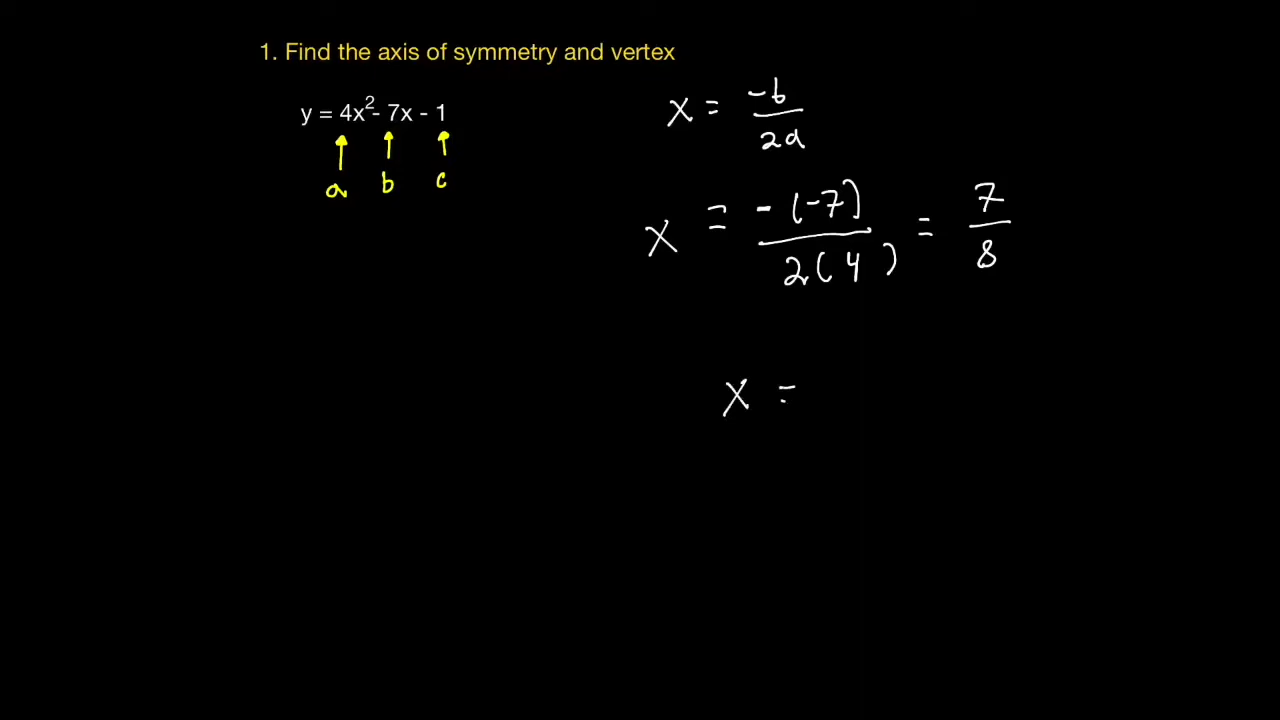 1. Find the axis of symmetry and vertex
y = 4x² - 7x - 1
a b c
x = -b/2a
x = -(-7)/2(4) = 7/8
x =